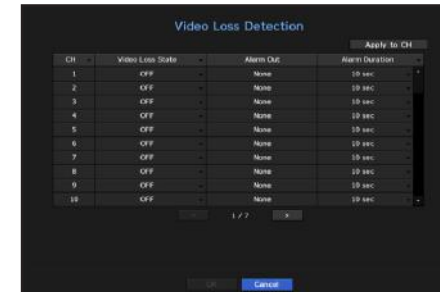 Video Loss Detection
Apply to CH
CH Video Loss State Alarm Out Alarm Duration
1 OFF None 10 sec
2 OFF None 10 sec
3 OFF None 10 sec
4 OFF None 10 sec
5 OFF None 10 sec
6 OFF None 10 sec
7 OFF None 10 sec
8 OFF None 10 sec
9 OFF None 10 sec
10 OFF None 10 sec
1 / 7
OK Cancel